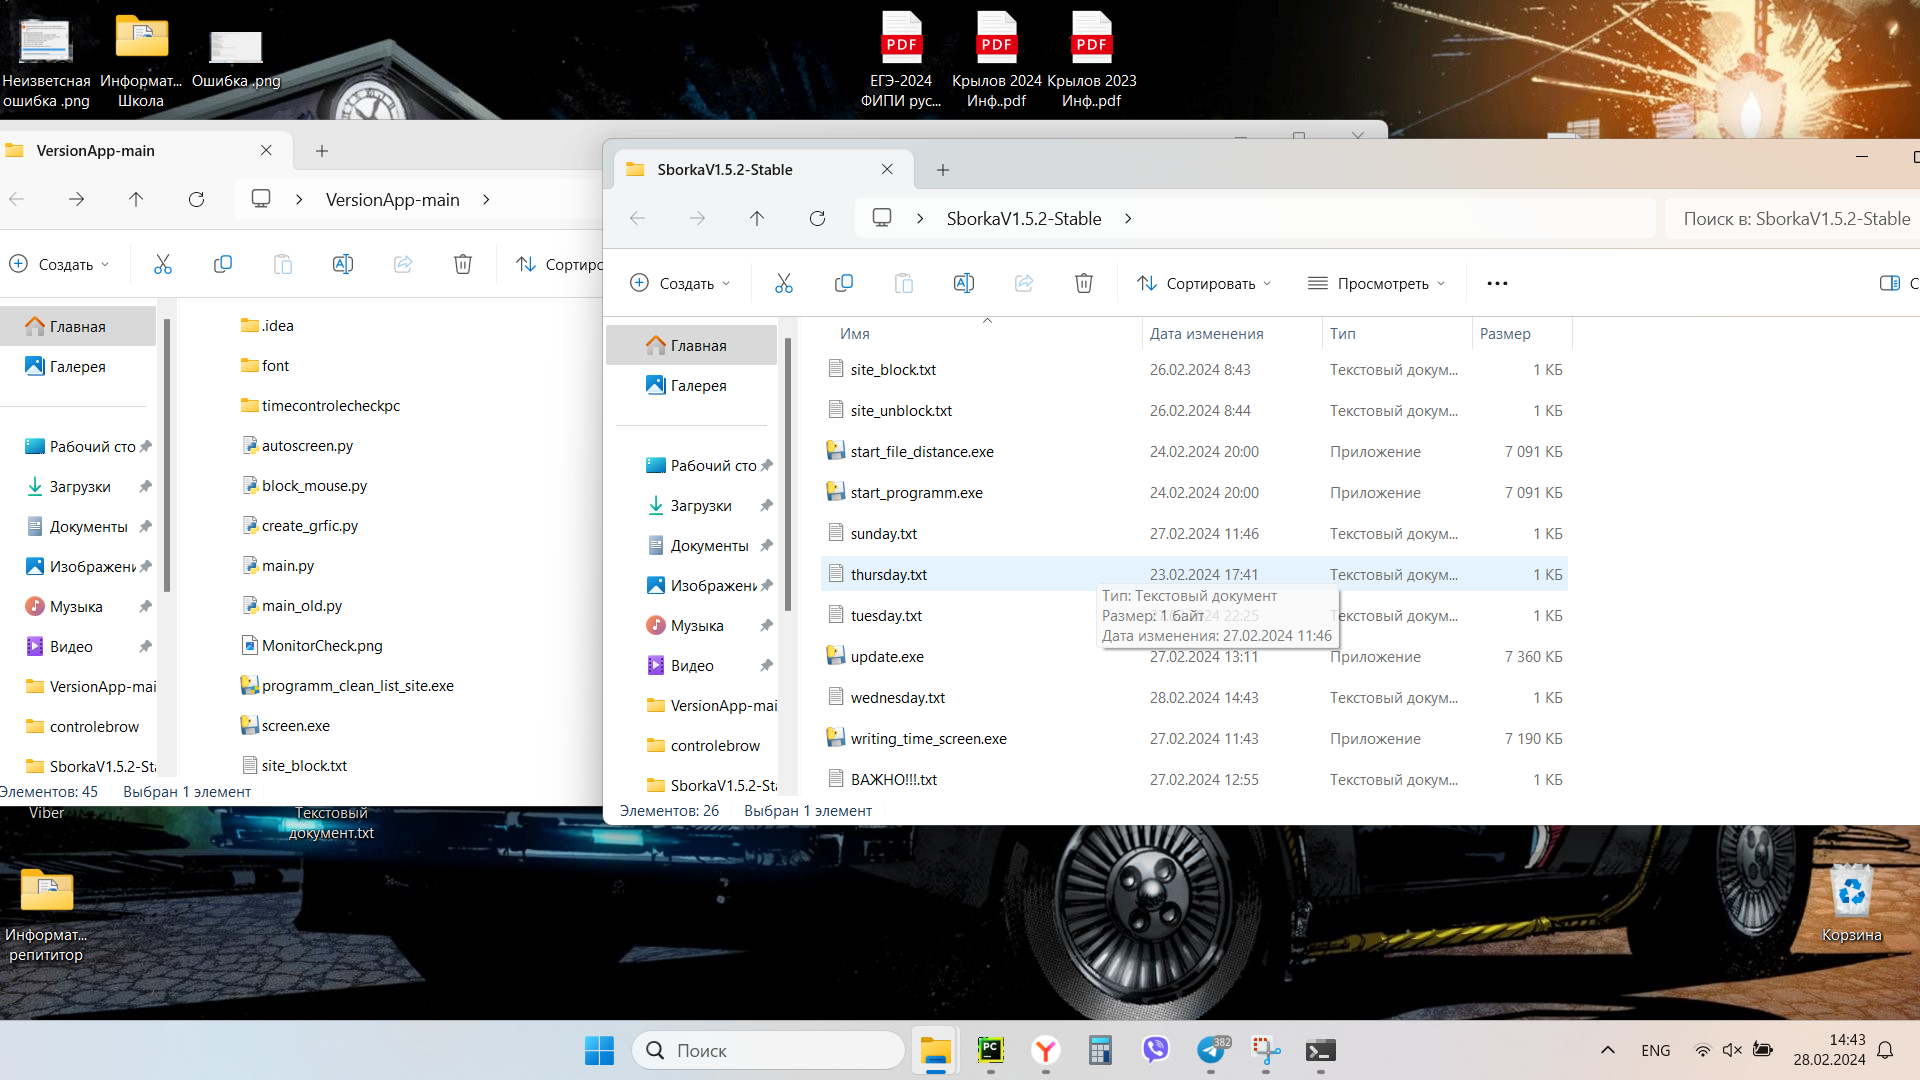 Неизветсная
ошибка .png
Информат...
Школа
Ошибка .png
PDF
ЕГЭ-2024
ФИПИ рус...
PDF
Крылов 2024
Инф..pdf
PDF
Крылов 2023
Инф..pdf
VersionApp-main
VersionApp-main
Создать
Сортиро
Главная
Галерея
Рабочий сто
Загрузки
Документы
Изображени
Музыка
Видео
VersionApp-mai
controlebrow
SborkaV1.5.2-Sta
.idea
font
timecontrolecheckpc
autoscreen.py
block_mouse.py
create_grfic.py
main.py
main_old.py
MonitorCheck.png
programm_clean_list_site.exe
screen.exe
site_block.txt
Элементов: 45
Выбран 1 элемент
SborkaV1.5.2-Stable
SborkaV1.5.2-Stable
Поиск в: SborkaV1.5.2-Stable
Создать
Сортировать
Просмотреть
С
Главная
Галерея
Рабочий сто
Загрузки
Документы
Изображени
Музыка
Видео
VersionApp-mai
controlebrow
SborkaV1.5.2-Sta
Имя Дата изменения Тип Размер
site_block.txt 26.02.2024 8:43 Текстовый докум... 1 КБ
site_unblock.txt 26.02.2024 8:44 Текстовый докум... 1 КБ
start_file_distance.exe 24.02.2024 20:00 Приложение 7 091 КБ
start_programm.exe 24.02.2024 20:00 Приложение 7 091 КБ
sunday.txt 27.02.2024 11:46 Текстовый докум... 1 КБ
thursday.txt 23.02.2024 17:41 Текстовый докум... 1 КБ
tuesday.txt 22:25 Текстовый докум... 1 КБ
update.exe 27.02.2024 13:11 Приложение 7 360 КБ
wednesday.txt 28.02.2024 14:43 Текстовый докум... 1 КБ
writing_time_screen.exe 27.02.2024 11:43 Приложение 7 190 КБ
ВАЖНО!!!.txt 27.02.2024 12:55 Текстовый докум... 1 КБ
Тип: Текстовый документ
Размер: 1 байт
Дата изменения: 27.02.2024 11:46
Элементов: 26
Выбран 1 элемент
Viber
Текстовый
документ.txt
Информат...
репититор
Корзина
Поиск
PC
382
ENG
14:43
28.02.2024